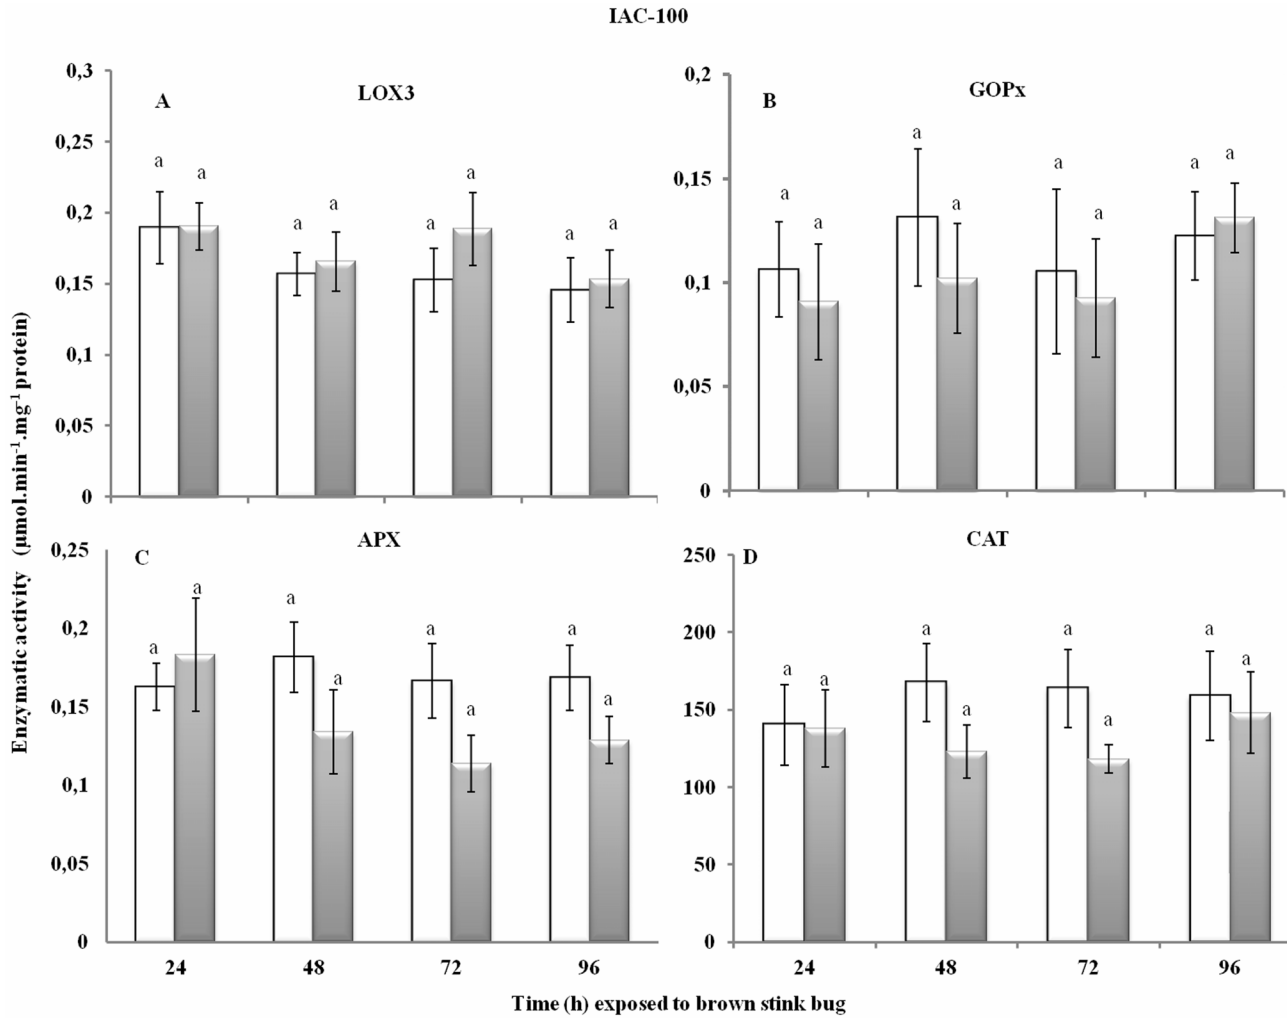 IAC-100
A
LOX3
0,3
0,25
0,2
0,15
0,1
0,05
0
a a a a a a a a
B
GOPx
0,2
0,15
0,1
0,05
0
a a a a a a a a
Enzymatic activity (μmol.min⁻¹.mg⁻¹ protein)
C
APX
0,25
0,2
0,15
0,1
0,05
0
a a a a a a a a
24 48 72 96
D
CAT
250
200
150
100
50
0
a a a a a a a a
24 48 72 96
Time (h) exposed to brown stink bug